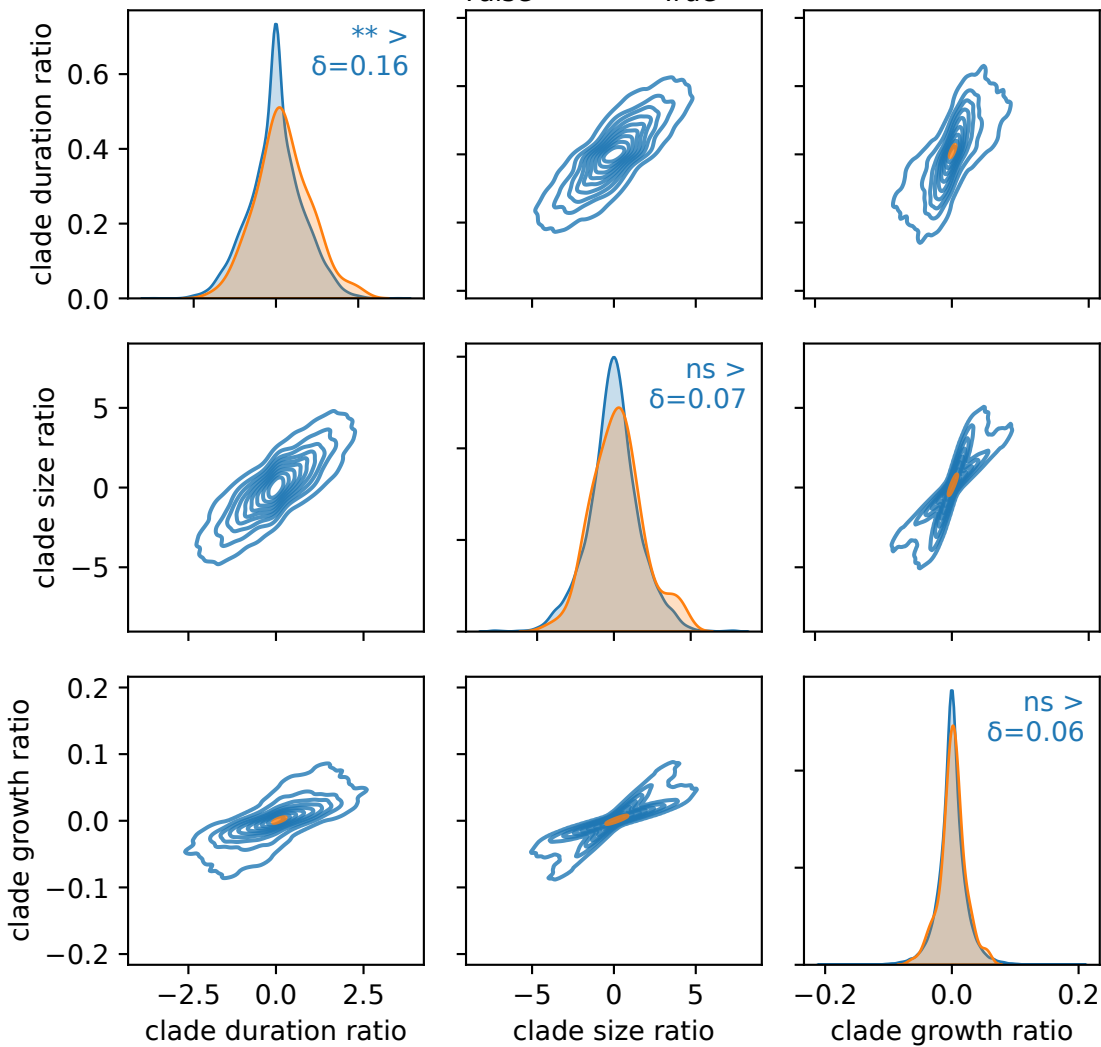 clade duration ratio
0.6
0.4
0.2
0.0
** >
δ=0.16
clade size ratio
5
0
−5
ns >
δ=0.07
clade growth ratio
0.2
0.1
0.0
−0.1
−0.2
ns >
δ=0.06
−2.5 0.0 2.5
−5 0 5
−0.2 0.0 0.2
clade duration ratio
clade size ratio
clade growth ratio